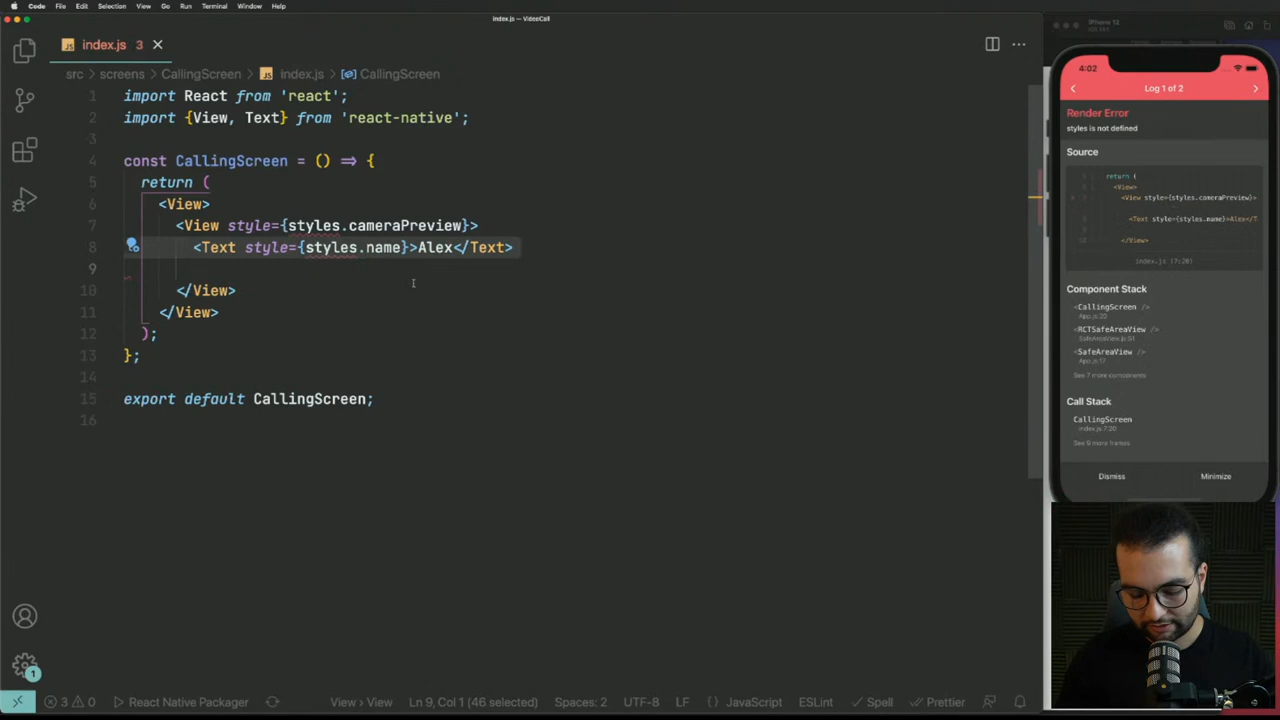 Code File Edit Selection View Go Run Terminal Window Help
index.js — VideoCall
index.js 3
src › screens › CallingScreen › index.js › CallingScreen
1 import React from 'react';
2 import {View, Text} from 'react-native';
3
4 const CallingScreen = () => {
5 return (
6 <View>
7 <View style={styles.cameraPreview}>
8 <Text style={styles.name}>Alex</Text>
9
10 </View>
11 </View>
12 );
13 };
14
15 export default CallingScreen;
16
1
3 0 React Native Packager View > View Ln 9, Col 1 (46 selected) Spaces: 2 UTF-8 LF {} JavaScript ESLint Spell Prettier
iPhone 12
4:02
Log 1 of 2
Render Error
styles is not defined
Source
return (
<View>
<View style={styles.cameraPreview}>
<Text style={styles.name}>Alex</T
</View>
index.js (7:20)
Component Stack
<CallingScreen />
App.js:20
<RCTSafeAreaView />
SafeAreaView.js:51
<SafeAreaView />
App.js:17
See 7 more components
Call Stack
CallingScreen
index.js:7:20
See 9 more frames
Dismiss Minimize